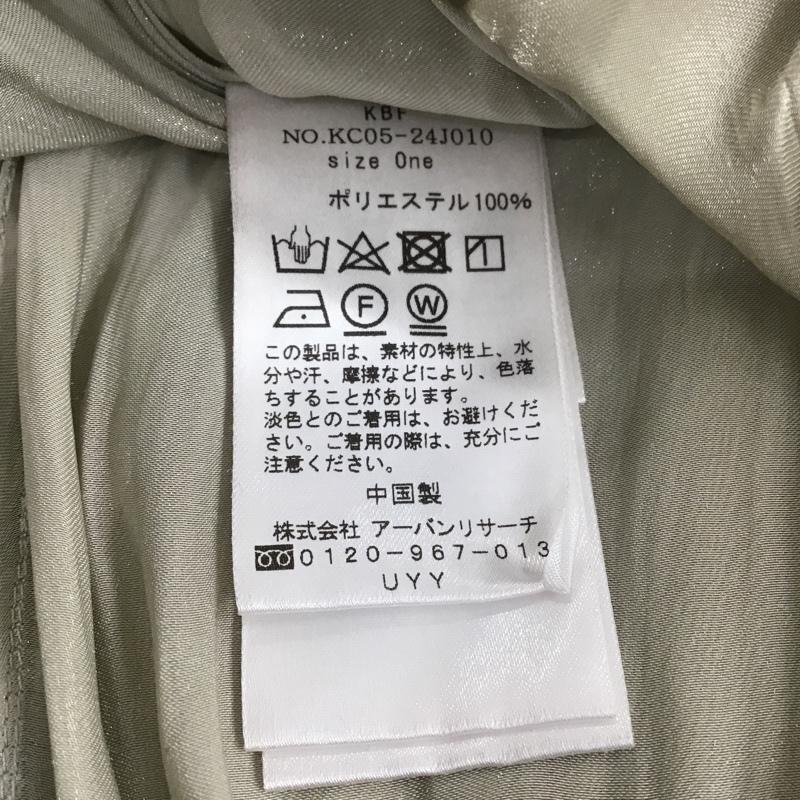 KBF
NO.KC05-24J010
size One
ポリエステル100%
F W
この製品は、素材の特性上、水
分や汗、摩擦などにより、色落
ちすることがあります。
淡色とのご着用は、お避けくだ
さい。ご着用の際は、充分にご
注意ください。
中国製
株式会社 アーバンリサーチ
0120-967-013
UYY